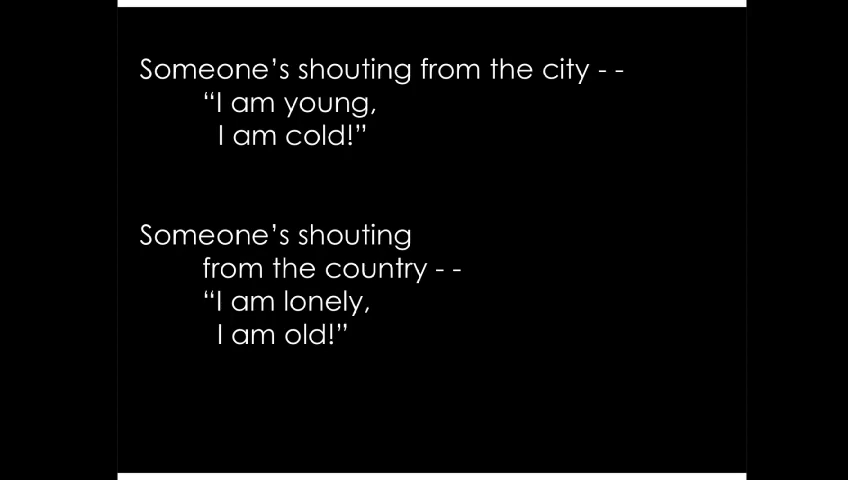 Someone’s shouting from the city - -
“I am young,
I am cold!”
Someone’s shouting
from the country - -
“I am lonely,
I am old!”